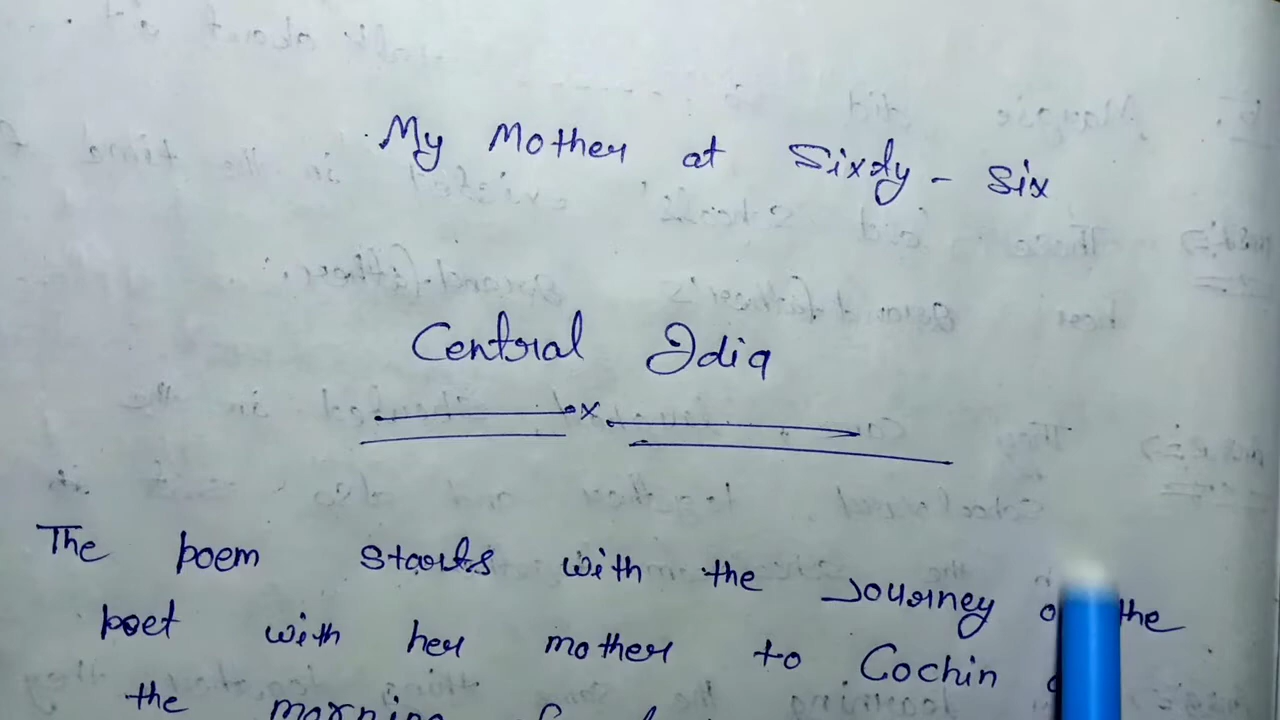 My Mother at Sixty - Six
Central Idia
The poem starts with the Journey the
poet with her mother to Cochin
the morning